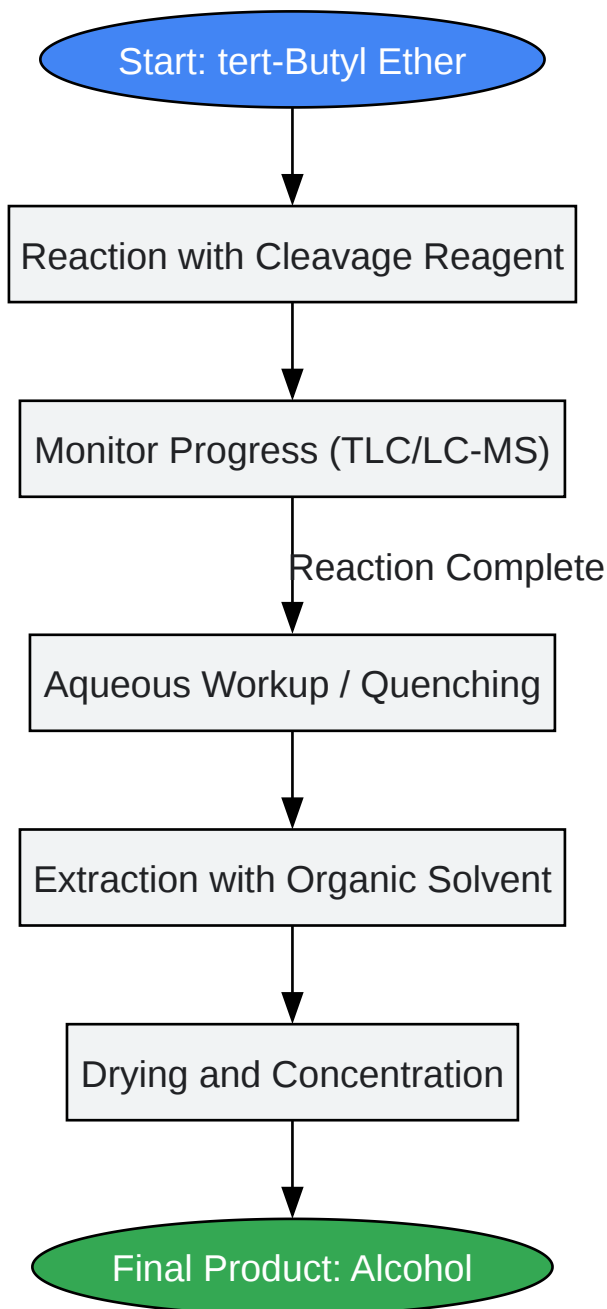 Start: tert-Butyl Ether
Reaction with Cleavage Reagent
Monitor Progress (TLC/LC-MS)
Reaction Complete
Aqueous Workup / Quenching
Extraction with Organic Solvent
Drying and Concentration
Final Product: Alcohol